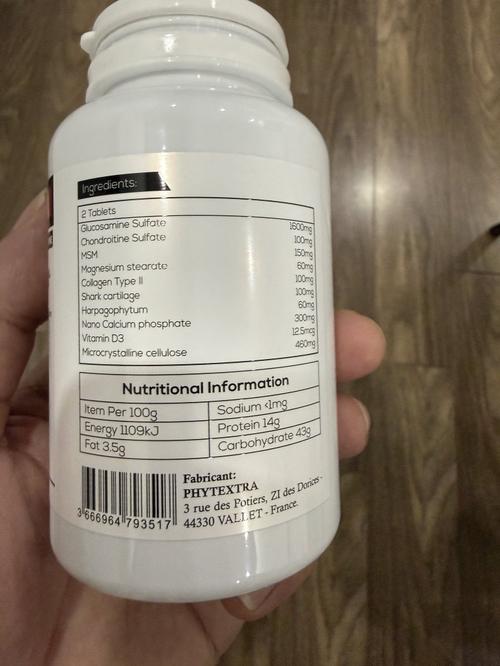 Ingredients:
2 Tablets
Glucosamine Sulfate 1600mg
Chondroitine Sulfate 100mg
MSM 150mg
Magnesium stearate 60mg
Collagen Type II 100mg
Shark cartilage 100mg
Harpagophytum 60mg
Nano Calcium phosphate 300mg
Vitamin D3 12.5mcg
Microcrystalline cellulose 460mg
Nutritional Information
Item Per 100g Sodium <1mg
Energy 1109kJ Protein 14g
Fat 3.5g Carbohydrate 43g
Fabricant:
PHYTEXTRA
3 rue des Potiers, ZI des Dorices -
44330 VALLET - France.
3 666964 793517